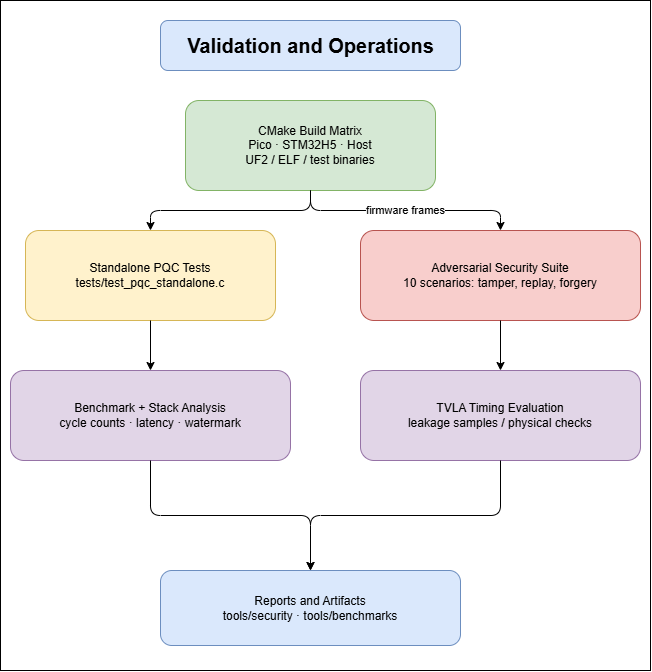 Validation and Operations
CMake Build Matrix
Pico · STM32H5 · Host
UF2 / ELF / test binaries
firmware frames
Standalone PQC Tests
tests/test_pqc_standalone.c
Adversarial Security Suite
10 scenarios: tamper, replay, forgery
Benchmark + Stack Analysis
cycle counts · latency · watermark
TVLA Timing Evaluation
leakage samples / physical checks
Reports and Artifacts
tools/security · tools/benchmarks